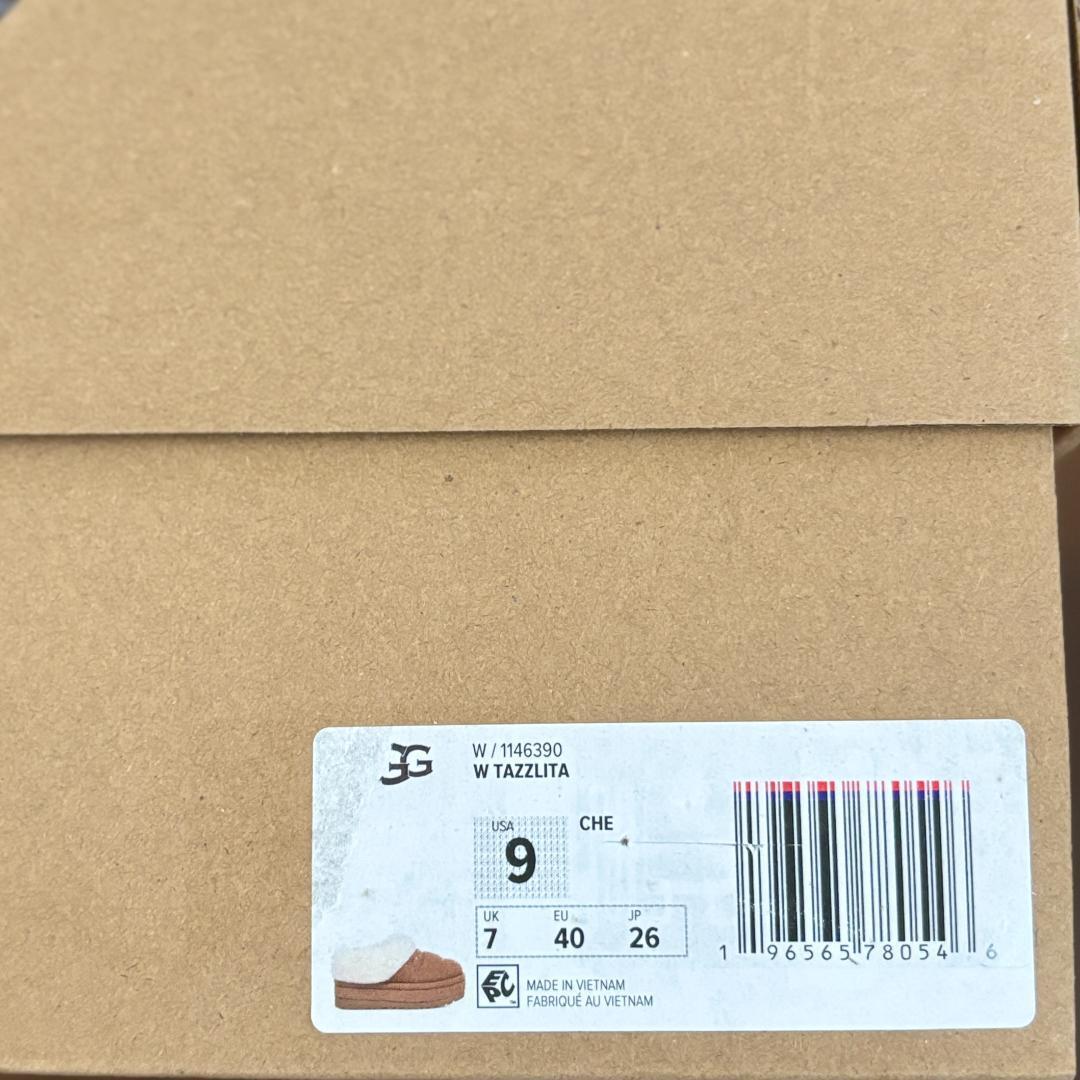 W / 1146390
W TAZZLITA
USA
9
CHE
UK EU JP
7 40 26
EPC™
MADE IN VIETNAM
FABRIQUÉ AU VIETNAM
1 96565 78054 6